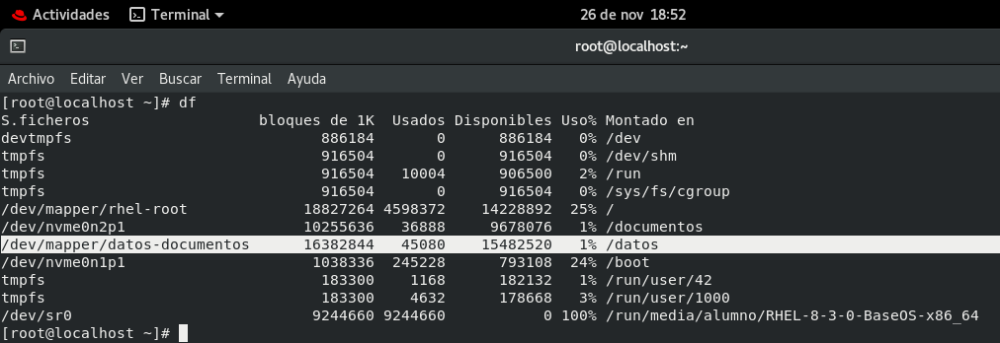 Actividades Terminal 26 de nov 18:52
root@localhost:~
Archivo Editar Ver Buscar Terminal Ayuda
[root@localhost ~]# df
S.ficheros bloques de 1K Usados Disponibles Uso% Montado en
devtmpfs 886184 0 886184 0% /dev
tmpfs 916504 0 916504 0% /dev/shm
tmpfs 916504 10004 906500 2% /run
tmpfs 916504 0 916504 0% /sys/fs/cgroup
/dev/mapper/rhel-root 18827264 4598372 14228892 25% /
/dev/nvme0n2p1 10255636 36888 9678076 1% /documentos
/dev/mapper/datos-documentos 16382844 45080 15482520 1% /datos
/dev/nvme0n1p1 1038336 245228 793108 24% /boot
tmpfs 183300 1168 182132 1% /run/user/42
tmpfs 183300 4632 178668 3% /run/user/1000
/dev/sr0 9244660 9244660 0 100% /run/media/alumno/RHEL-8-3-0-BaseOS-x86_64
[root@localhost ~]#